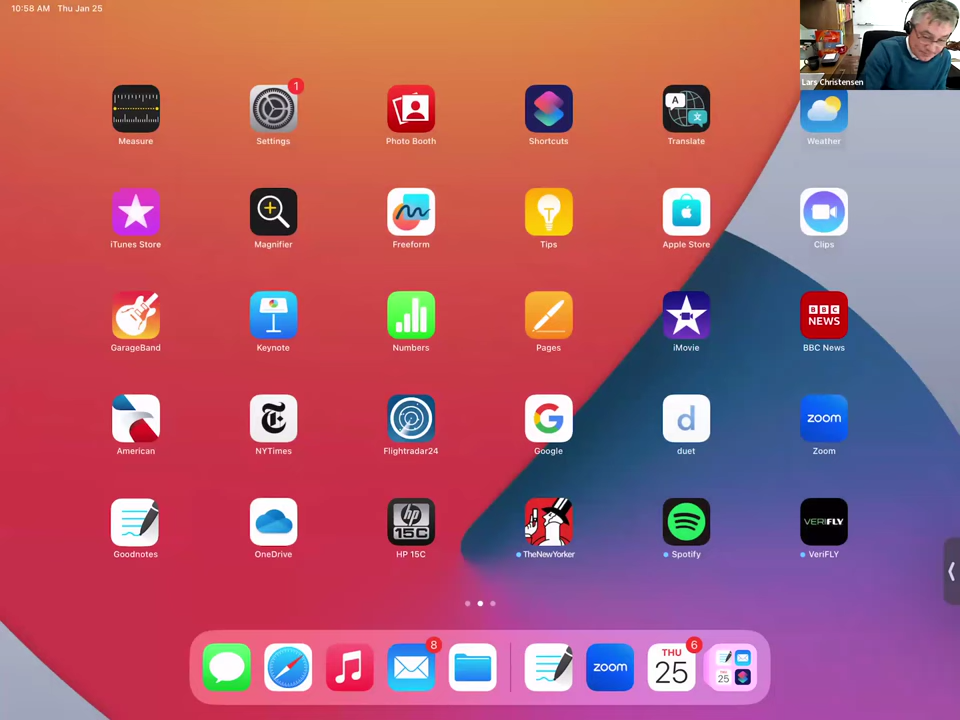 10:58 AM Thu Jan 25
Lars Christensen
1
Measure Settings Photo Booth Shortcuts Translate Weather
A
iTunes Store Magnifier Freeform Tips Apple Store Clips
BBC
NEWS
GarageBand Keynote Numbers Pages iMovie BBC News
T G d zoom
American NYTimes Flightradar24 Google duet Zoom
hp
15C
VERIFLY
Goodnotes OneDrive HP 15C TheNewYorker Spotify VeriFLY
8 6
THU
25
zoom
25